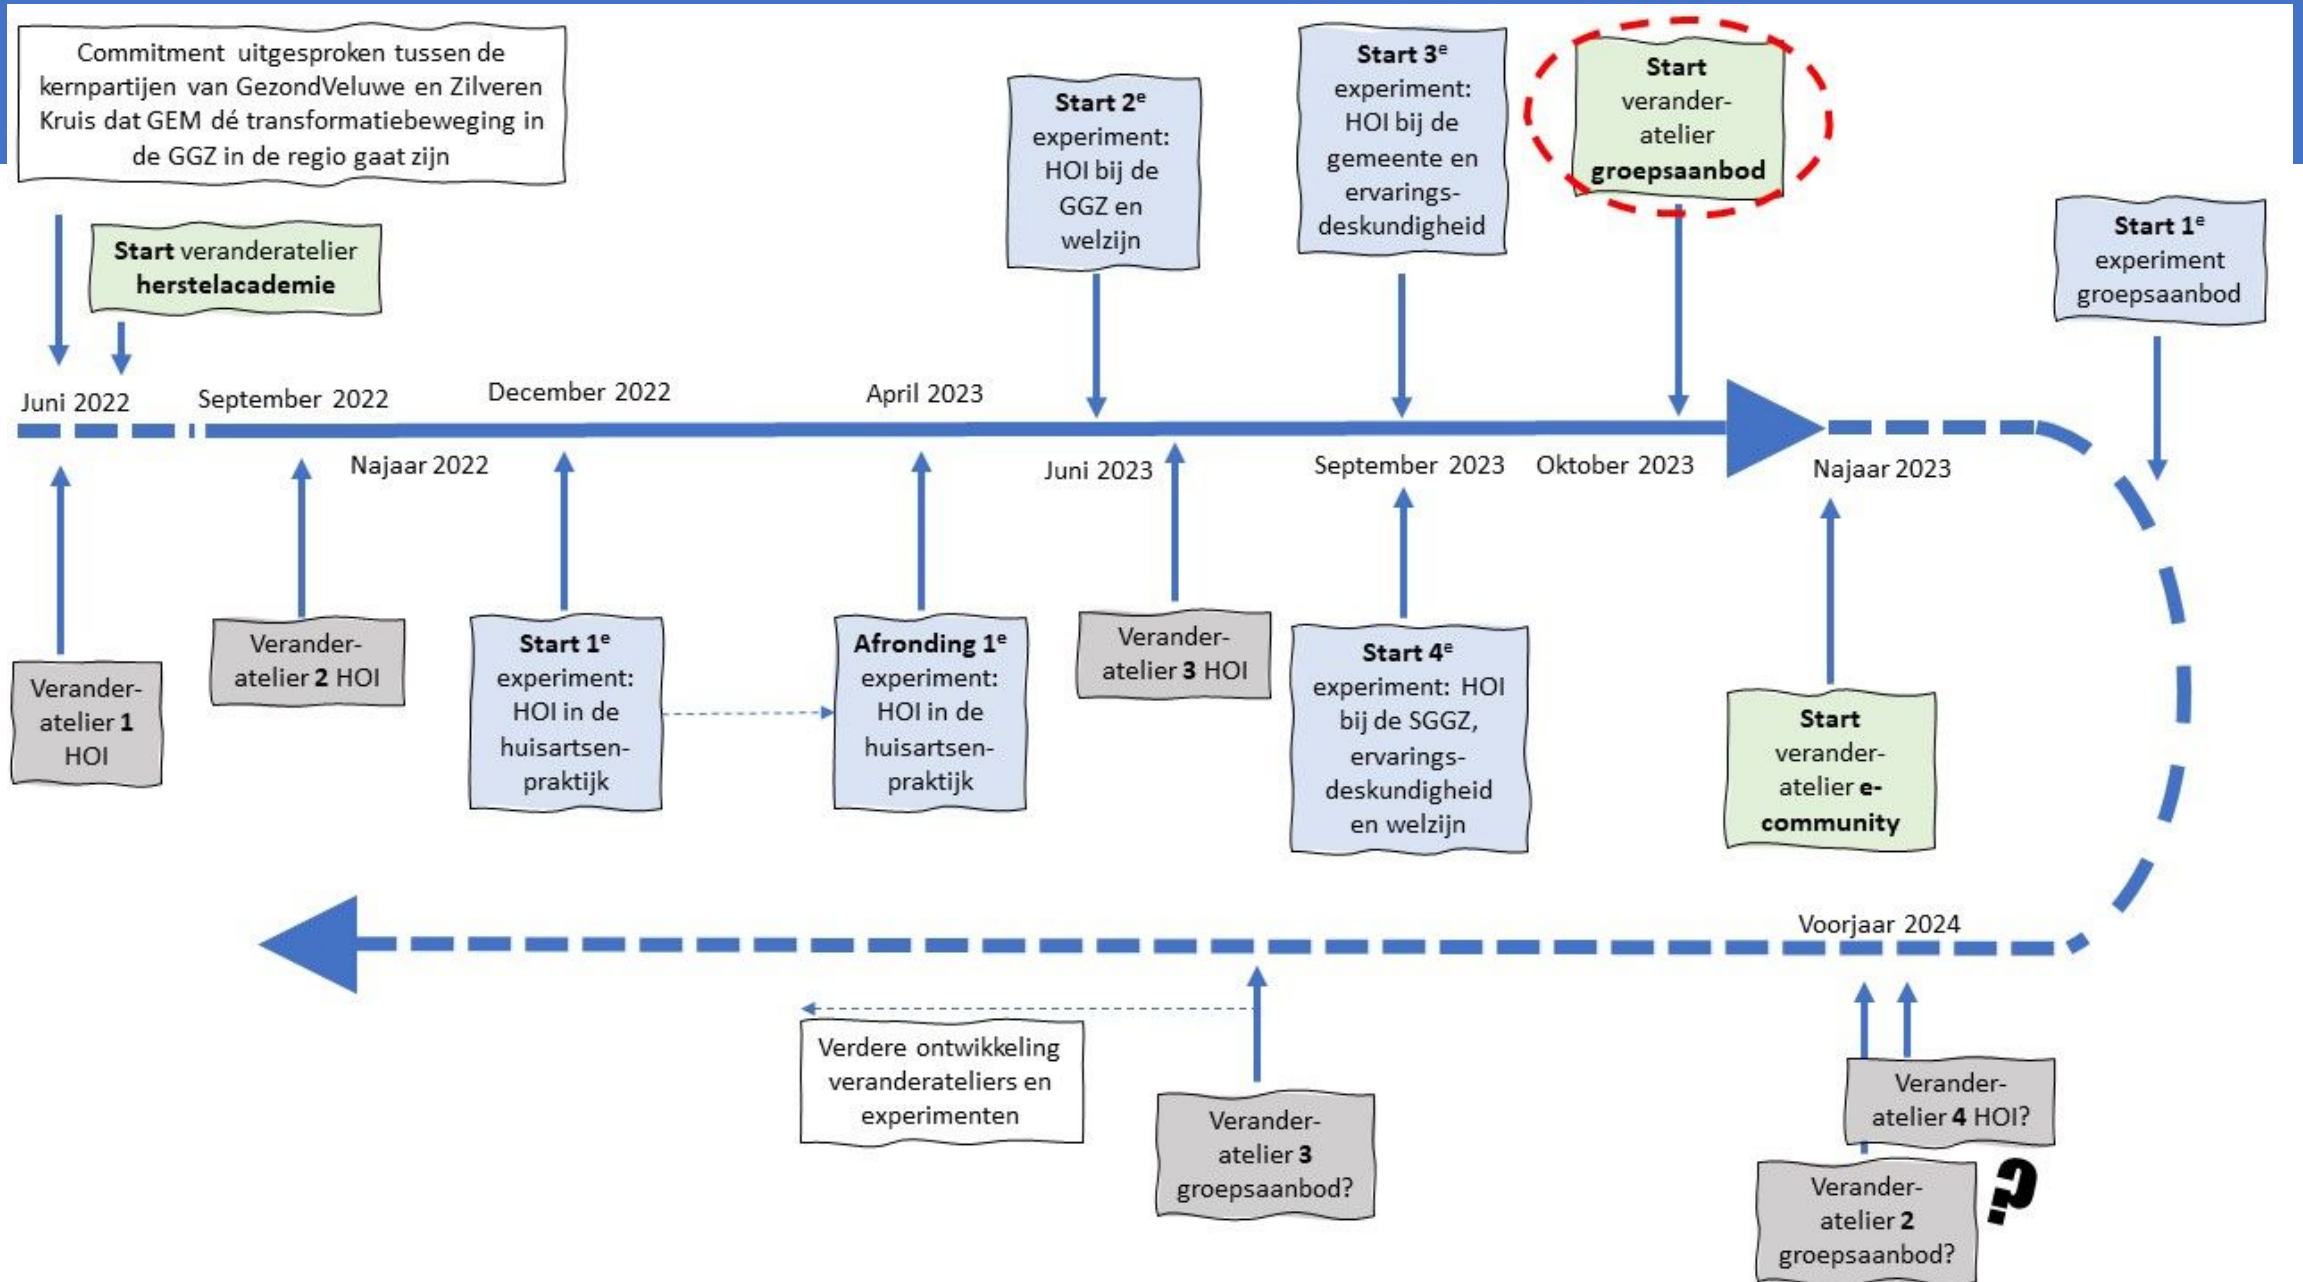 Commitment uitgesproken tussen de
kernpartijen van GezondVeluwe en Zilveren
Kruis dat GEM dé transformatiebeweging in
de GGZ in de regio gaat zijn
Start veranderatelier
herstelacademie
Start 2e
experiment:
HOI bij de
GGZ en
welzijn
Start 3e
experiment:
HOI bij de
gemeente en
ervarings-
deskundigheid
Start
verander-
atelier
groepsaanbod
Start 1e
experiment
groepsaanbod
Juni 2022
September 2022
December 2022
April 2023
Najaar 2022
Juni 2023
September 2023
Oktober 2023
Najaar 2023
Verander-
atelier 1
HOI
Verander-
atelier 2 HOI
Start 1e
experiment:
HOI in de
huisartsen-
praktijk
Afronding 1e
experiment:
HOI in de
huisartsen-
praktijk
Verander-
atelier 3 HOI
Start 4e
experiment: HOI
bij de SGGZ,
ervarings-
deskundigheid
en welzijn
Start
verander-
atelier e-
community
Voorjaar 2024
Verdere ontwikkeling
veranderateliers en
experimenten
Verander-
atelier 3
groepsaanbod?
Verander-
atelier 4 HOI?
Verander-
atelier 2
groepsaanbod?
?